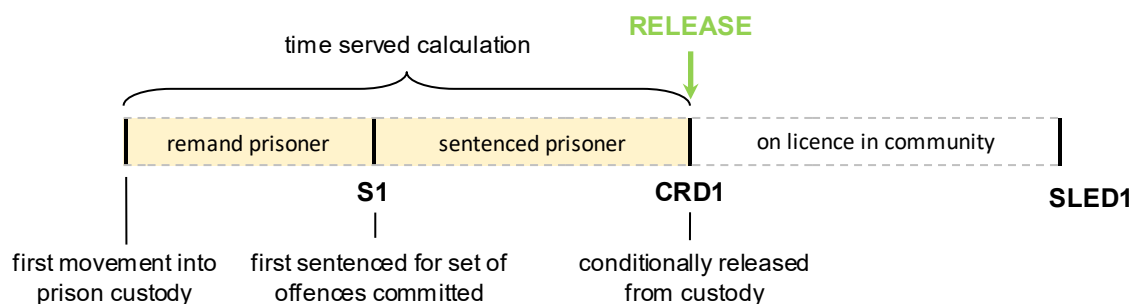 RELEASE
time served calculation
remand prisoner
sentenced prisoner
on licence in community
S1
CRD1
SLED1
first movement into
prison custody
first sentenced for set of
offences committed
conditionally released
from custody